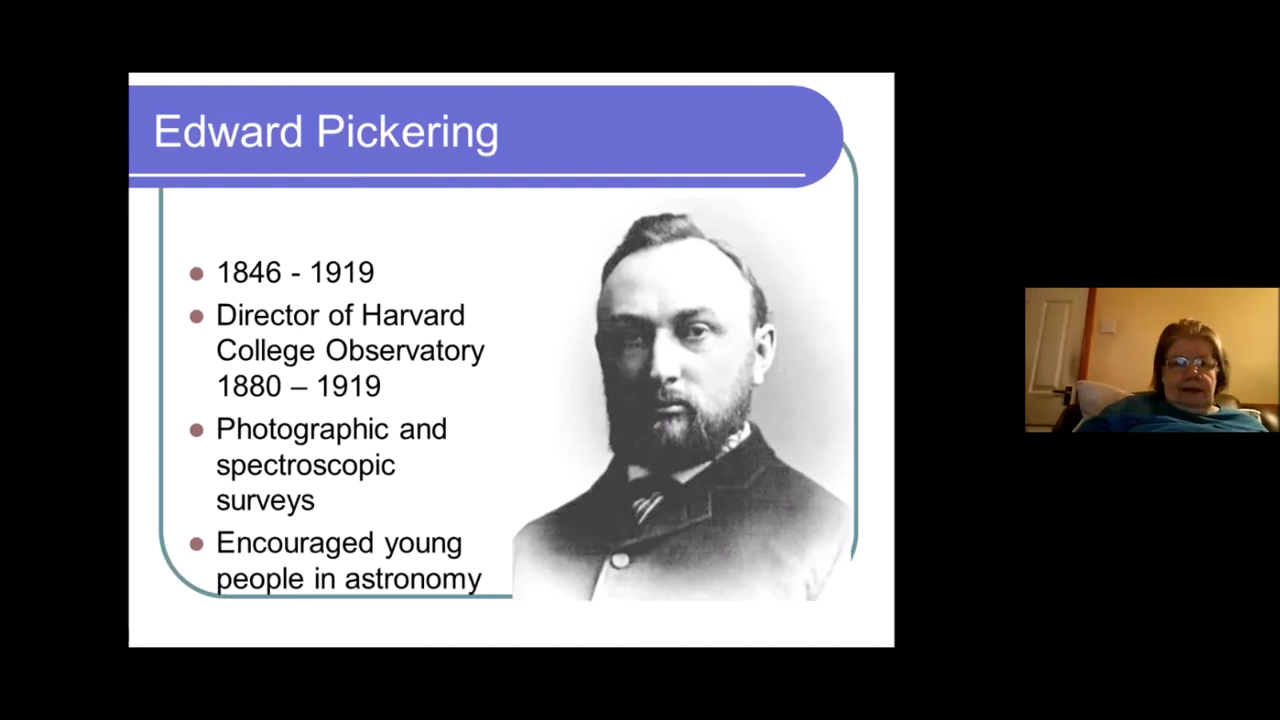 Edward Pickering
1846 - 1919
Director of Harvard
College Observatory
1880 – 1919
Photographic and
spectroscopic
surveys
Encouraged young
people in astronomy